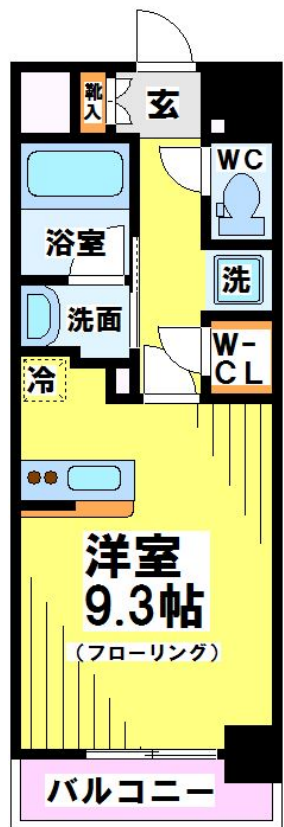 靴
入
玄
WC
浴室
洗
洗面
W-
CL
冷
洋室
9.3帖
(フローリング)
バルコニー